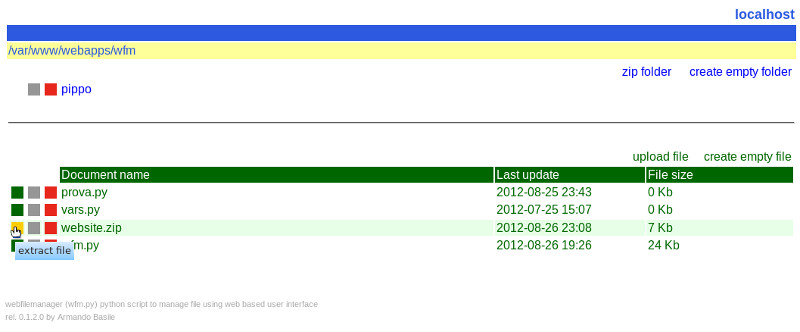 localhost
/var/www/webapps/wfm
zip folder create empty folder
pippo
upload file create empty file
Document name Last update File size
prova.py 2012-08-25 23:43 0 Kb
vars.py 2012-07-25 15:07 0 Kb
website.zip 2012-08-26 23:08 7 Kb
wfm.py 2012-08-26 19:26 24 Kb
extract file
webfilemanager (wfm.py) python script to manage file using web based user interface
rel. 0.1.2.0 by Armando Basile